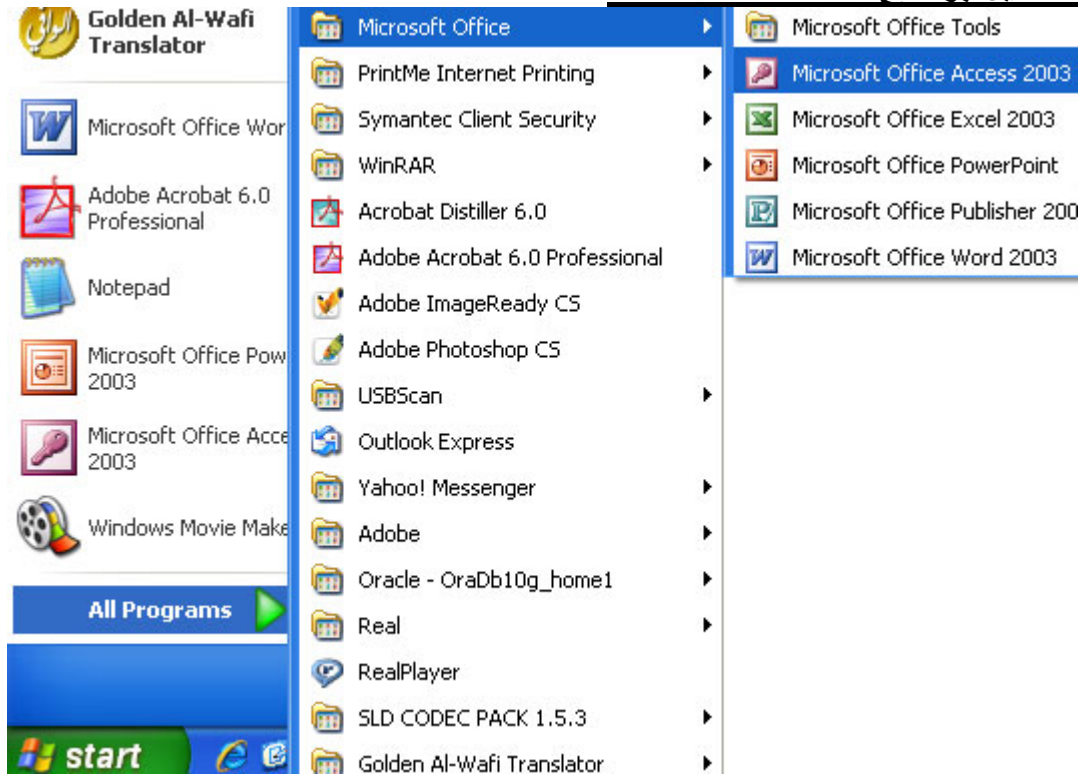 Golden Al-Wafi
Translator
Microsoft Office Wor
Adobe Acrobat 6.0
Professional
Notepad
Microsoft Office Pow
2003
Microsoft Office Acce
2003
Windows Movie Make
All Programs
start
Microsoft Office
PrintMe Internet Printing
Symantec Client Security
WinRAR
Acrobat Distiller 6.0
Adobe Acrobat 6.0 Professional
Adobe ImageReady CS
Adobe Photoshop CS
USBScan
Outlook Express
Yahoo! Messenger
Adobe
Oracle - OraDb10g_home1
Real
RealPlayer
SLD CODEC PACK 1.5.3
Golden Al-Wafi Translator
Microsoft Office Tools
Microsoft Office Access 2003
Microsoft Office Excel 2003
Microsoft Office PowerPoint
Microsoft Office Publisher 200
Microsoft Office Word 2003